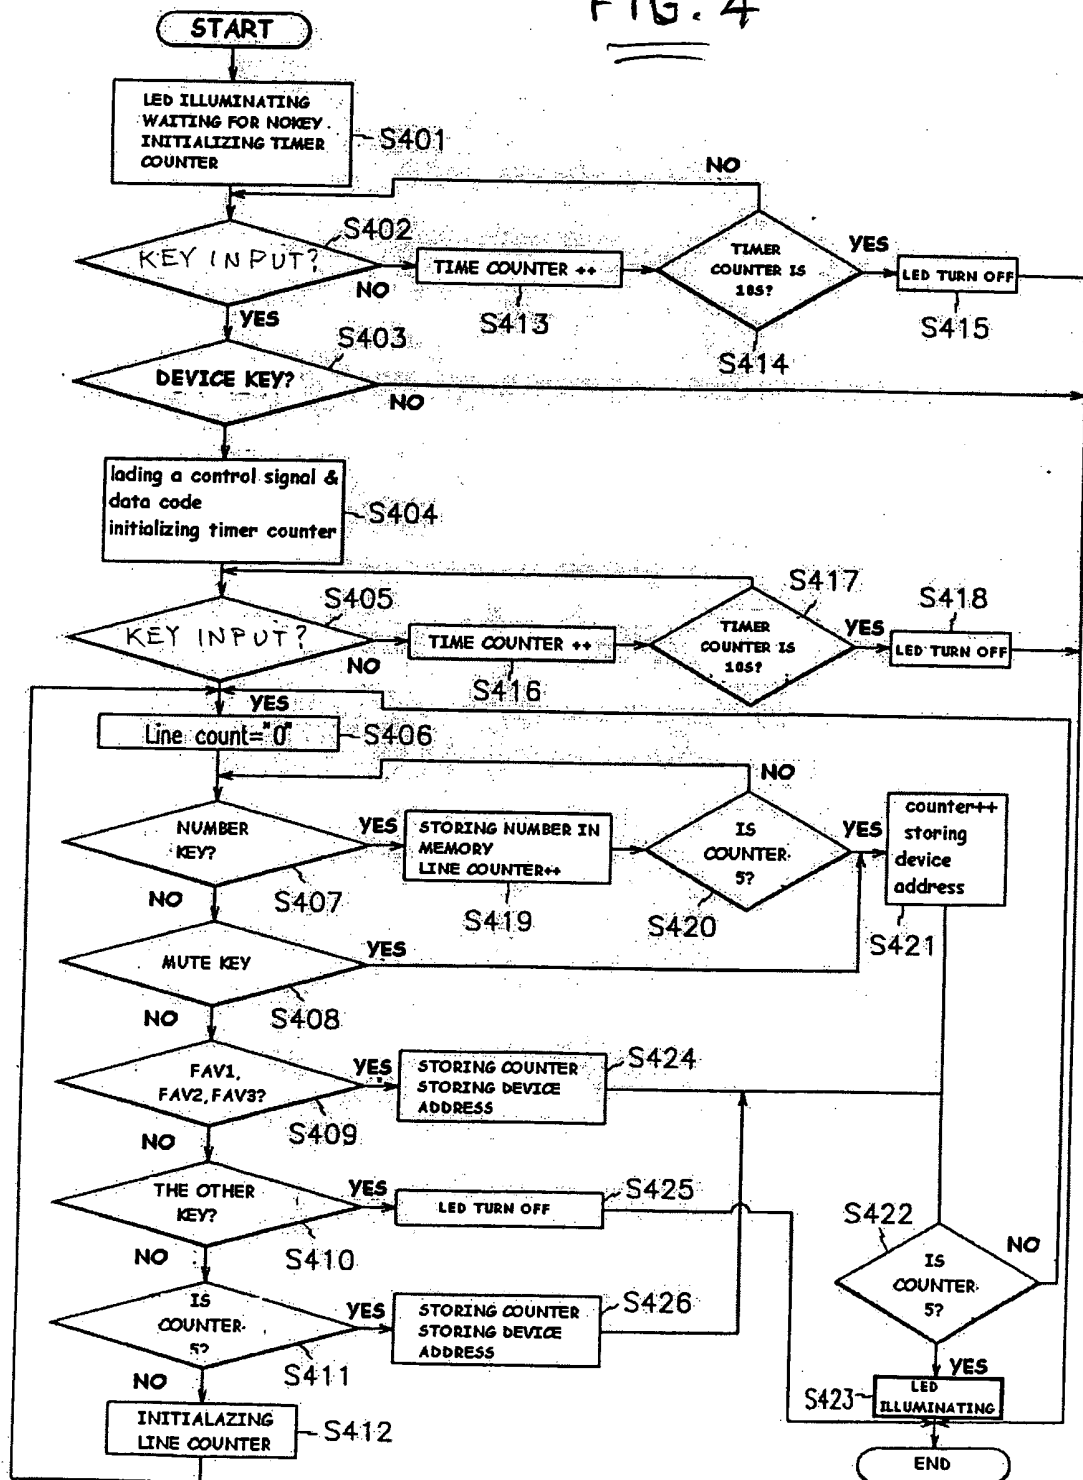 FIG. 4
START
LED ILLUMINATING
WAITING FOR NOKEY.
INITIALIZING TIMER
COUNTER
S401
NO
S402
KEY INPUT?
NO
YES
TIME COUNTER ++
S413
TIMER
COUNTER IS
10S?
S414
YES
LED TURN OFF
S415
S403
DEVICE KEY?
NO
lading a control signal &
data code
initializing timer counter
S404
S405
KEY INPUT?
NO
YES
TIME COUNTER ++
S416
S417
TIMER
COUNTER IS
10S?
YES
S418
LED TURN OFF
Line count="0"
S406
NO
NUMBER
KEY?
S407
YES
NO
STORING NUMBER IN
MEMORY
LINE COUNTER++
S419
IS
COUNTER
5?
S420
YES
counter++
storing
device
address
S421
MUTE KEY
YES
S408
NO
FAV1,
FAV2, FAV3?
YES
S409
NO
STORING COUNTER
STORING DEVICE
ADDRESS
S424
THE OTHER
KEY?
YES
S410
NO
LED TURN OFF
S425
S422
IS
COUNTER
5?
NO
YES
IS
COUNTER
5?
YES
S411
NO
STORING COUNTER
STORING DEVICE
ADDRESS
S426
S423
LED
ILLUMINATING
INITIALAZING
LINE COUNTER
S412
END